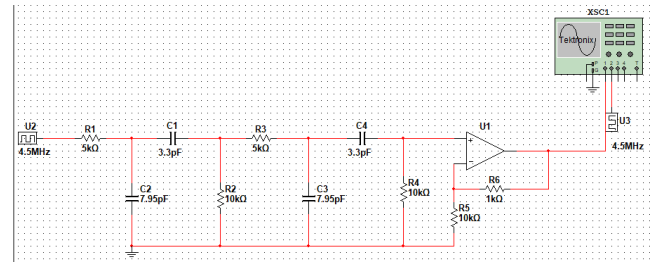 XSC1
Tektronix
P
G
1 2 3 4 T
U2
4.5MHz
R1
5kΩ
C1
3.3pF
R3
5kΩ
C4
3.3pF
U1
U3
4.5MHz
C2
7.95pF
R2
10kΩ
C3
7.95pF
R4
10kΩ
R6
1kΩ
R5
10kΩ